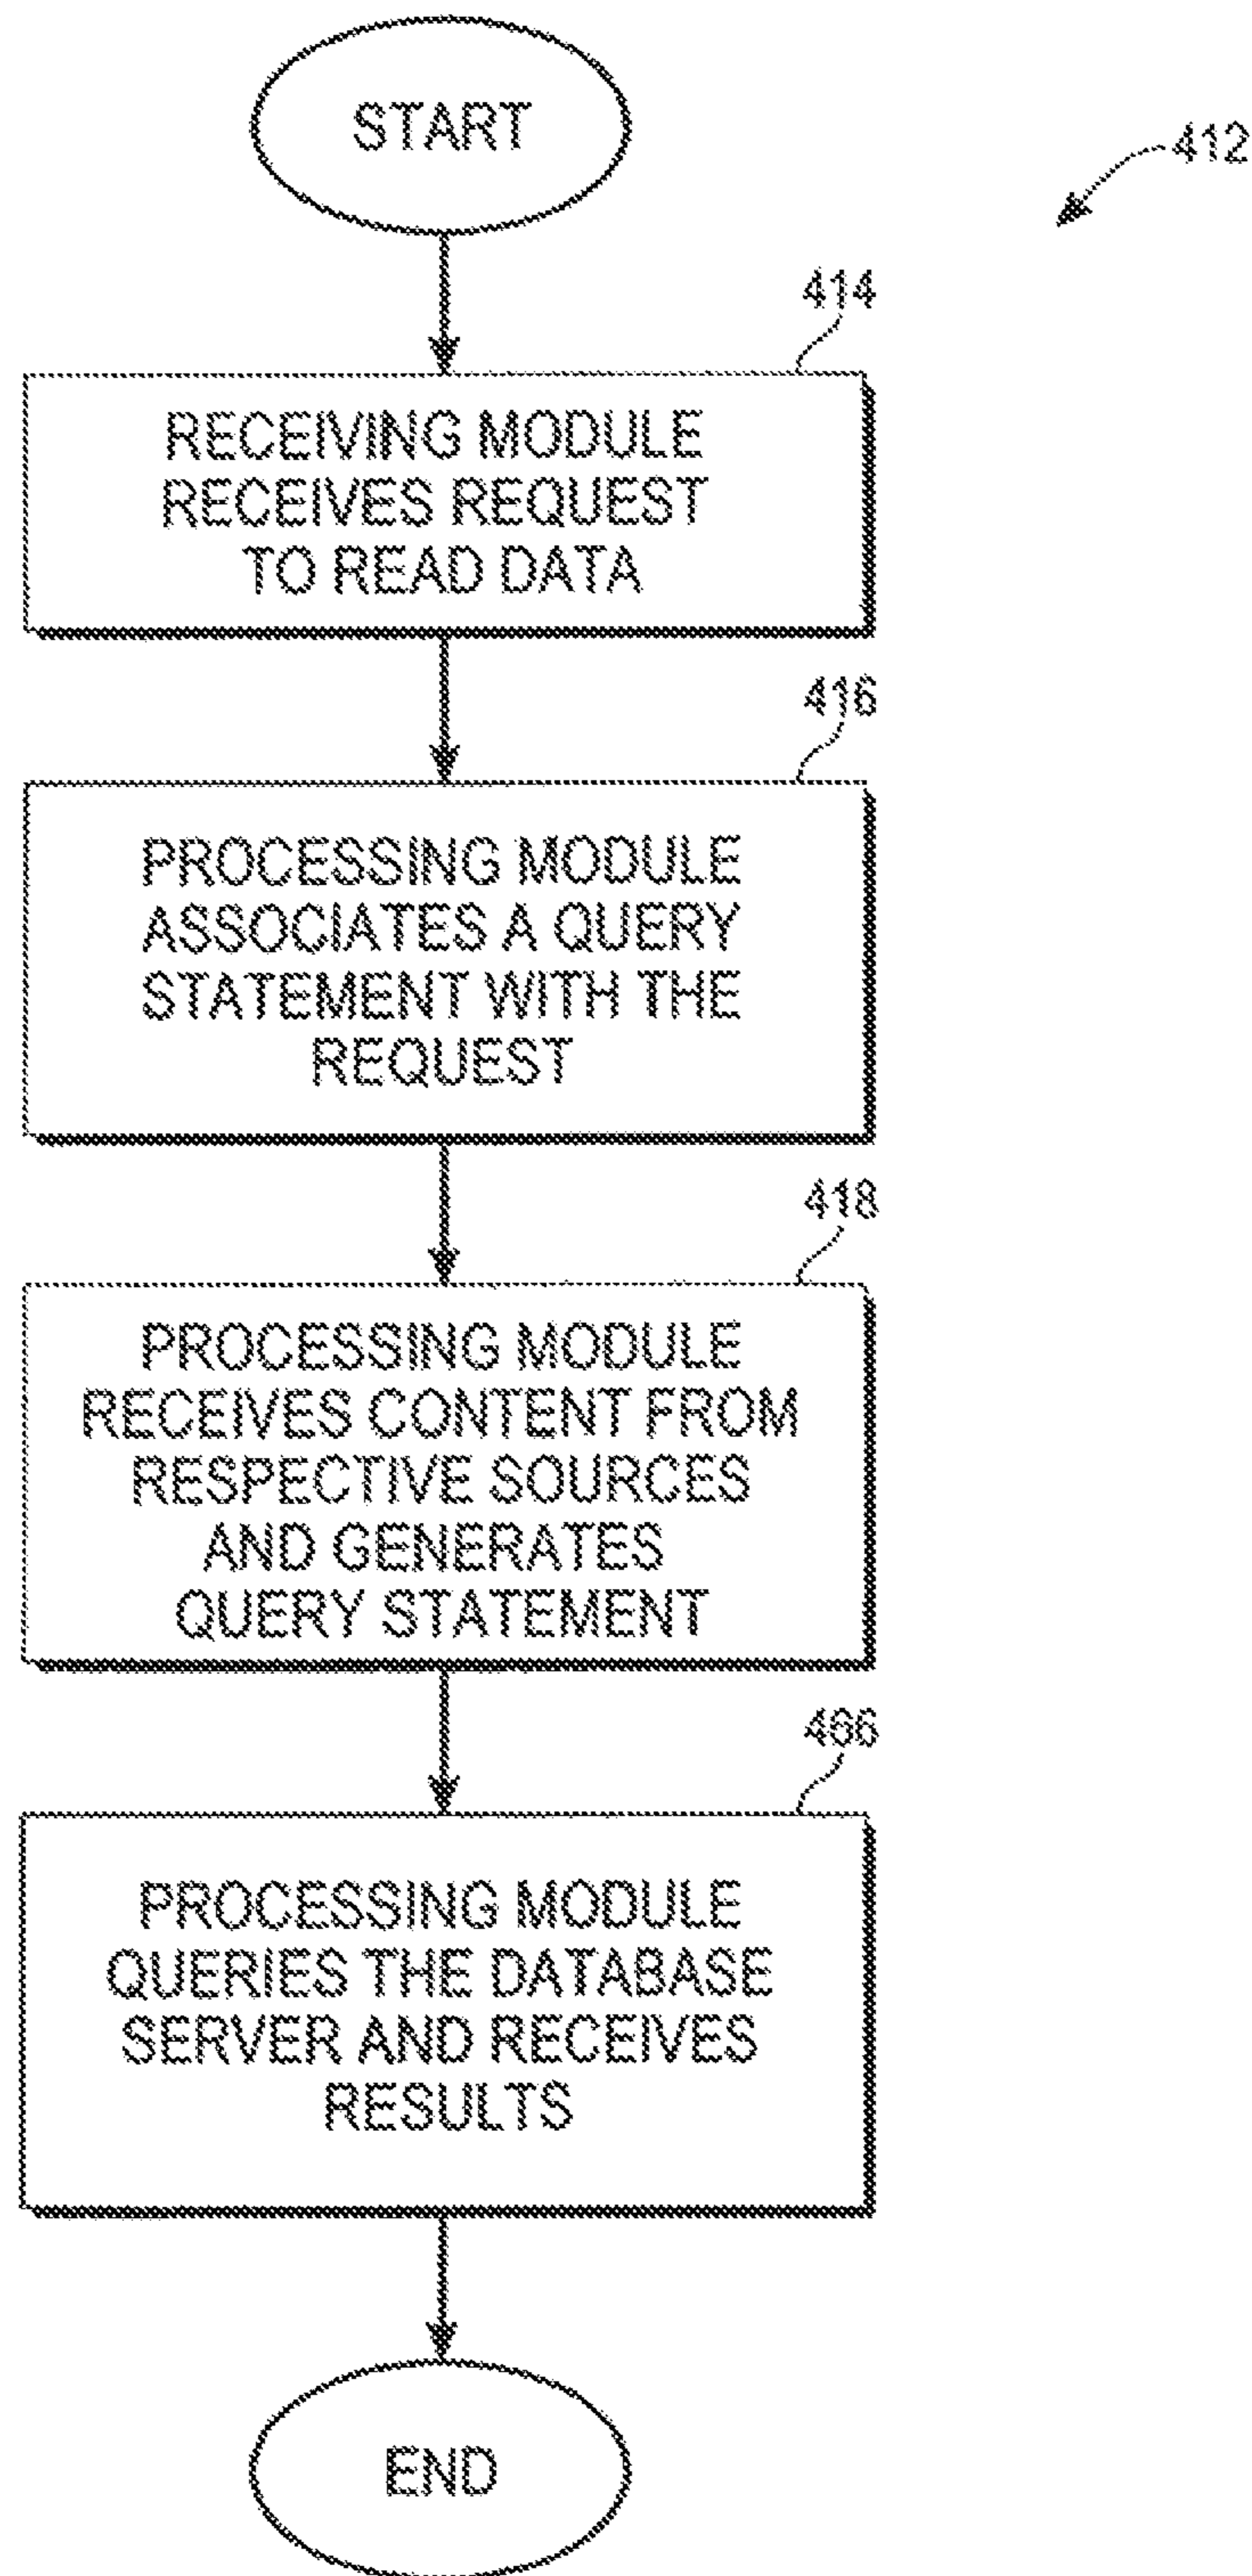 START
412
414
RECEIVING MODULE
RECEIVES REQUEST
TO READ DATA
416
PROCESSING MODULE
ASSOCIATES A QUERY
STATEMENT WITH THE
REQUEST
418
PROCESSING MODULE
RECEIVES CONTENT FROM
RESPECTIVE SOURCES
AND GENERATES
QUERY STATEMENT
466
PROCESSING MODULE
QUERIES THE DATABASE
SERVER AND RECEIVES
RESULTS
END